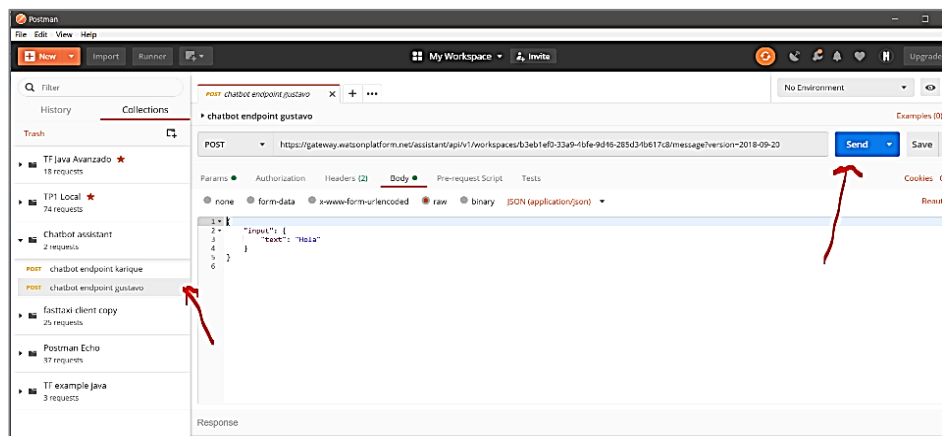 Postman
File Edit View Help
New Import Runner My Workspace Invite Upgrade
Filter
History Collections
Trash
TF Java Avanzado
18 requests
TP1 Local
74 requests
Chatbot assistant
2 requests
POST chatbot endpoint karique
POST chatbot endpoint gustavo
fasttaxi-client copy
25 requests
Postman Echo
37 requests
TF example java
3 requests
POST chatbot endpoint gustavo No Environment
chatbot endpoint gustavo Examples (0)
POST https://gateway.watsonplatform.net/assistant/api/v1/workspaces/b3eb1ef0-33a9-4bfe-9d46-285d34b617c8/message?version=2018-09-20 Send Save
Params Authorization Headers (2) Body Pre-request Script Tests Cookies
none form-data x-www-form-urlencoded raw binary JSON (application/json) Beaut
1 {
2 "input": {
3 "text": "Hola"
4 }
5 }
6
Response